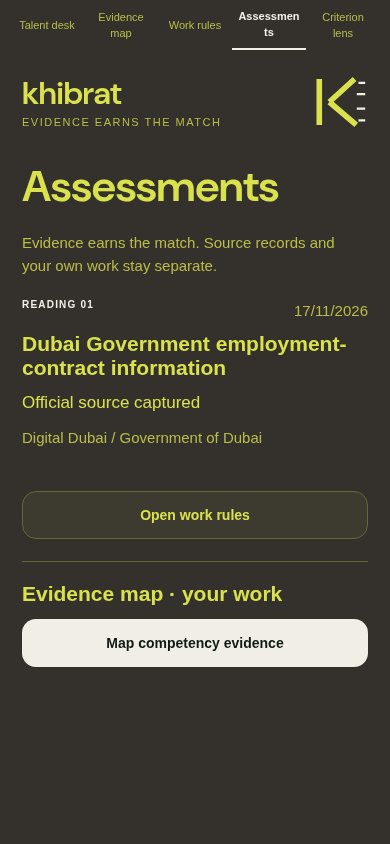 Talent desk
Evidence
map
Work rules
Assessmen
ts
Criterion
lens
khibrat
EVIDENCE EARNS THE MATCH
Assessments
Evidence earns the match. Source records and
your own work stay separate.
READING 01
17/11/2026
Dubai Government employment-
contract information
Official source captured
Digital Dubai / Government of Dubai
Open work rules
Evidence map · your work
Map competency evidence